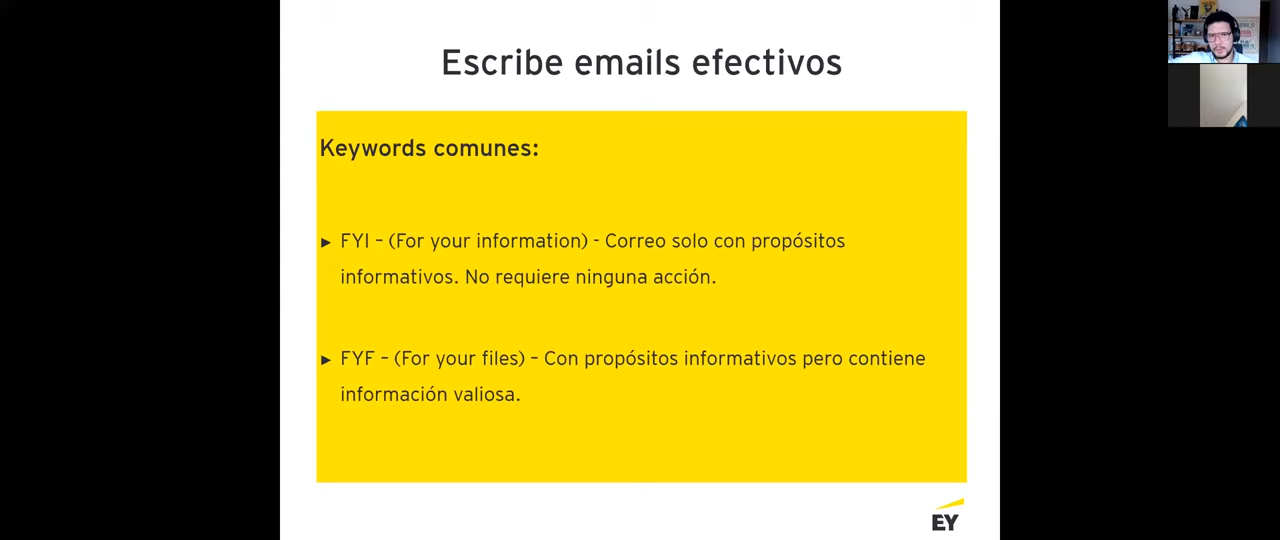 Escribe emails efectivos
Keywords comunes:
► FYI – (For your information) - Correo solo con propósitos
informativos. No requiere ninguna acción.
► FYF – (For your files) – Con propósitos informativos pero contiene
información valiosa.
EY